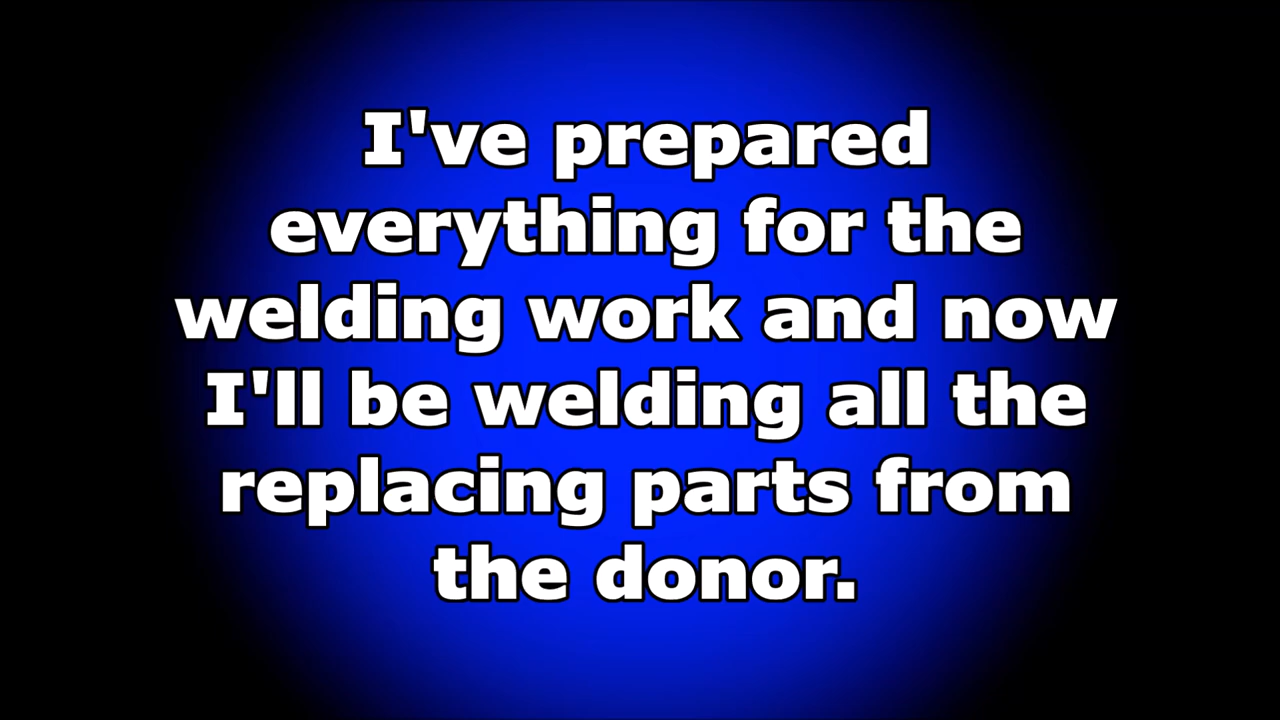 I've prepared
everything for the
welding work and now
I'll be welding all the
replacing parts from
the donor.